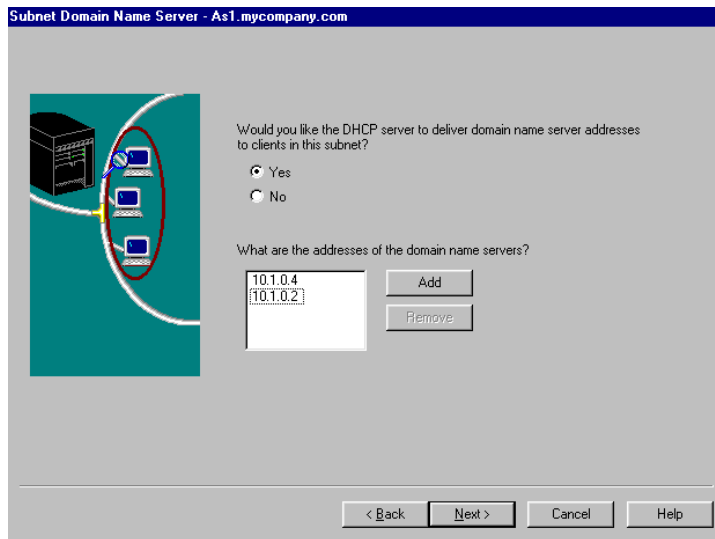 Subnet Domain Name Server - As1.mycompany.com
Would you like the DHCP server to deliver domain name server addresses
to clients in this subnet?
Yes
No
What are the addresses of the domain name servers?
10.1.0.4
10.1.0.2
Add
Remove
< Back
Next >
Cancel
Help